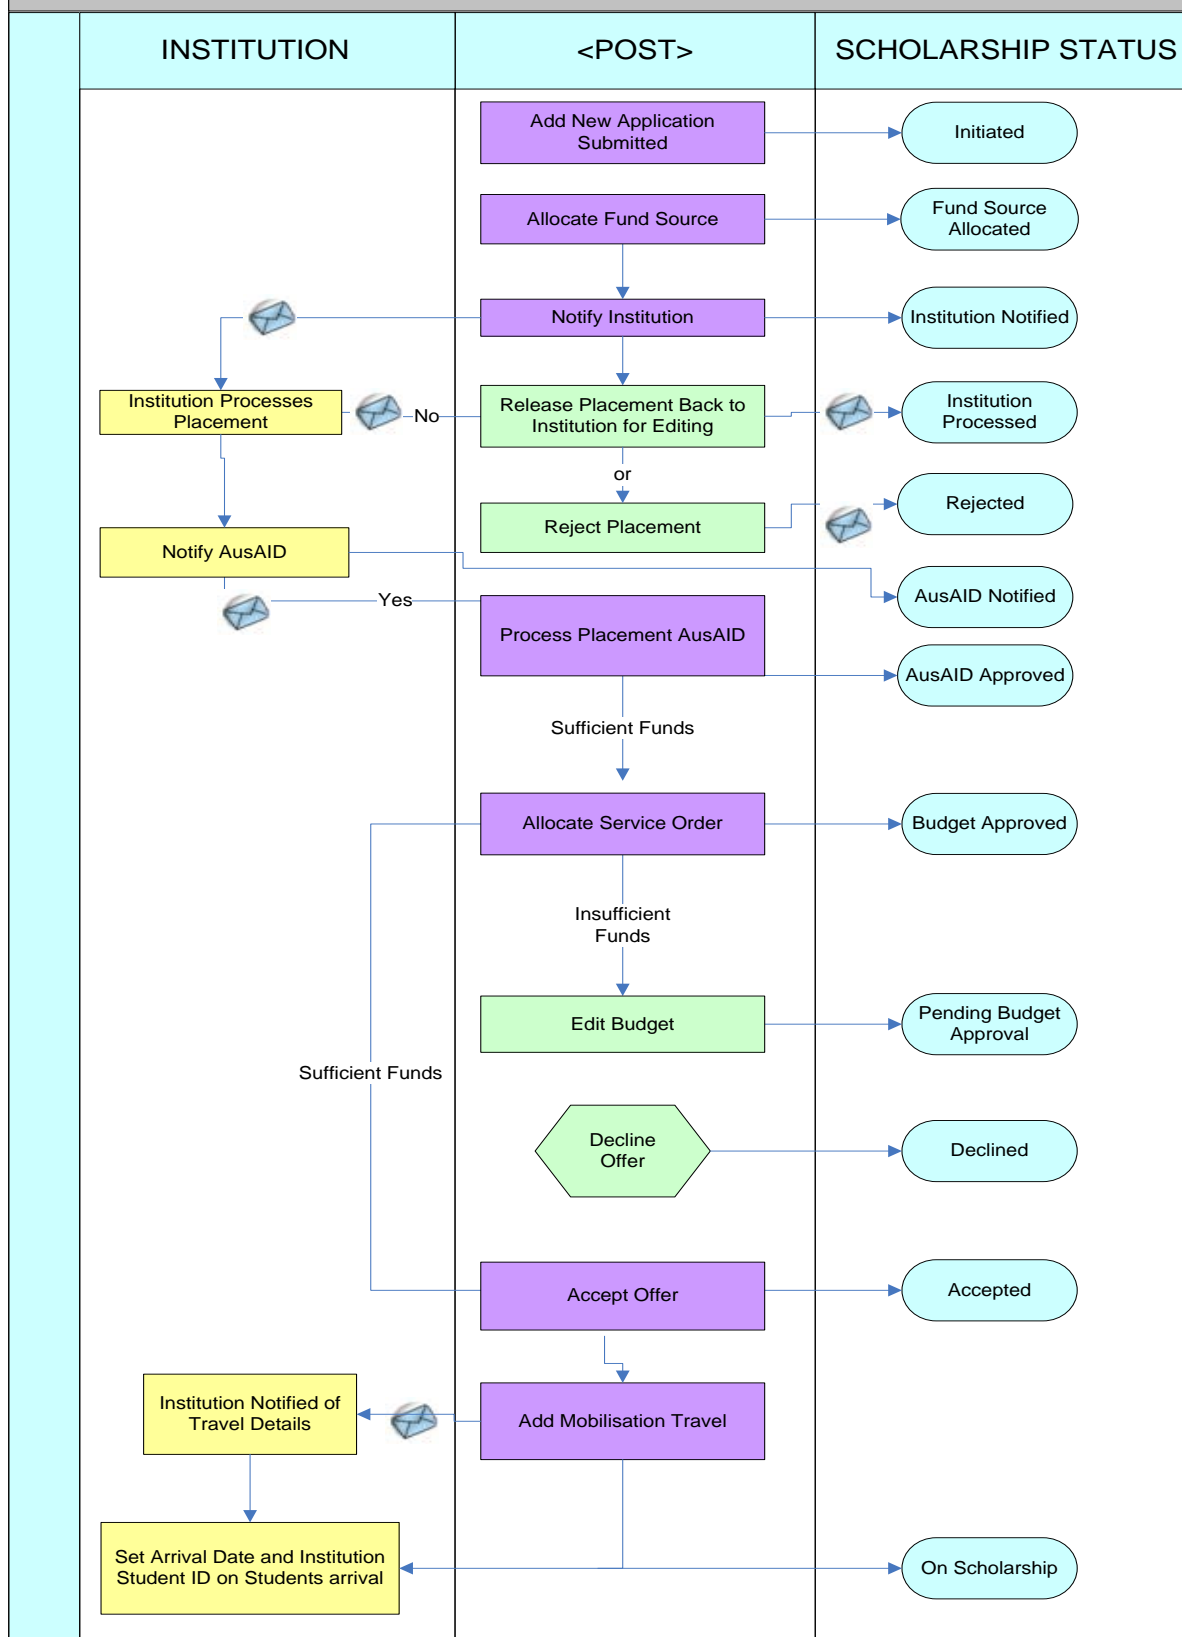 INSTITUTION
<POST>
SCHOLARSHIP STATUS
Add New Application
Submitted
Initiated
Allocate Fund Source
Fund Source
Allocated
Notify Institution
Institution Notified
Institution Processes
Placement
No
Release Placement Back to
Institution for Editing
Institution
Processed
or
Reject Placement
Rejected
Notify AusAID
AusAID Notified
Yes
Process Placement AusAID
AusAID Approved
Sufficient Funds
Allocate Service Order
Budget Approved
Insufficient
Funds
Edit Budget
Pending Budget
Approval
Sufficient Funds
Decline
Offer
Declined
Accept Offer
Accepted
Institution Notified of
Travel Details
Add Mobilisation Travel
Set Arrival Date and Institution
Student ID on Students arrival
On Scholarship